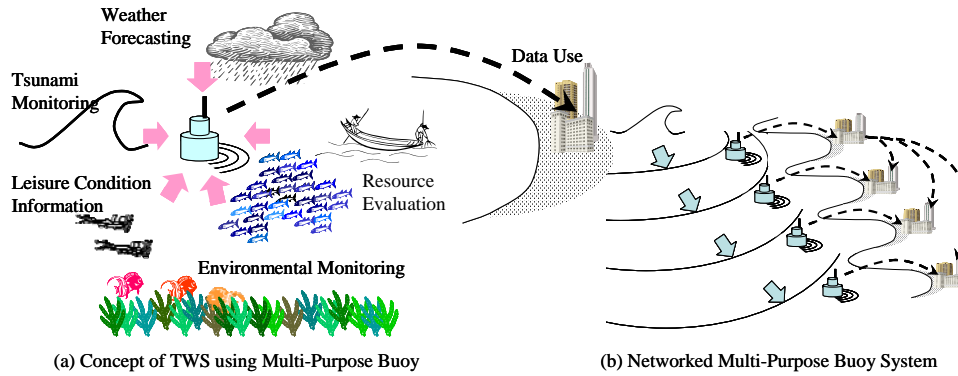 Weather
Forecasting
Data Use
Tsunami
Monitoring
Leisure Condition
Information
Resource
Evaluation
Environmental Monitoring
(a) Concept of TWS using Multi-Purpose Buoy
(b) Networked Multi-Purpose Buoy System